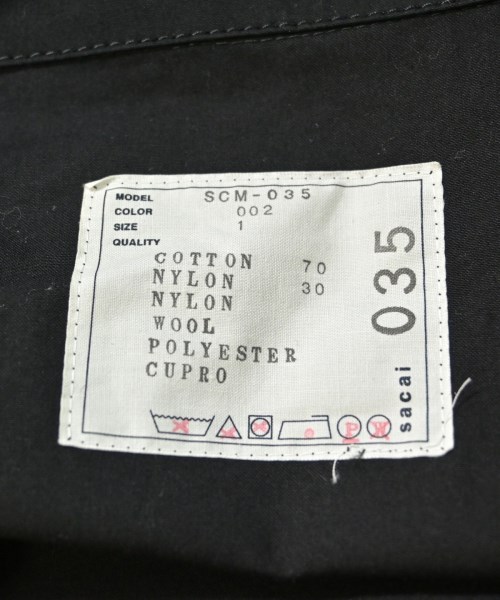 MODEL SCM-035
COLOR 002
SIZE 1
QUALITY
COTTON 70
NYLON 30
NYLON
WOOL
POLYESTER
CUPRO
P W
035
sacai